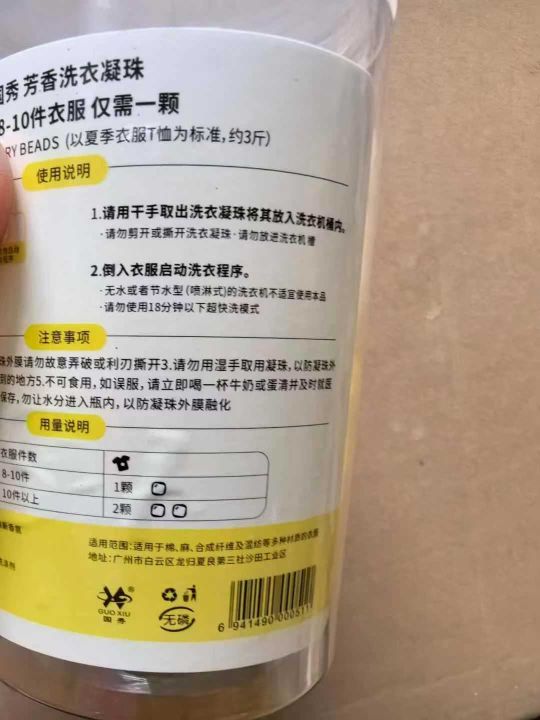 国秀 芳香洗衣凝珠
8-10件衣服 仅需一颗
RY BEADS (以夏季衣服T恤为标准,约3斤)
使用说明
1.请用干手取出洗衣凝珠将其放入洗衣机桶内。
·请勿剪开或撕开洗衣凝珠·请勿放进洗衣机槽
2.倒入衣服启动洗衣程序。
·无水或者节水型(喷淋式)的洗衣机不适宜使用本品
·请勿使用18分钟以下超快洗模式
注意事项
珠外膜请勿故意弄破或利刃撕开3.请勿用湿手取用凝珠,以防凝珠外
到的地方5.不可食用,如误服,请立即喝一杯牛奶或蛋清并及时就医
保存,勿让水分进入瓶内,以防凝珠外膜融化
用量说明
衣服件数
8-10件 1颗
10件以上 2颗
适用范围:适用于棉、麻、合成纤维及混纺等多种材质的衣服
地址:广州市白云区龙归夏良第三社沙田工业区
GUO XIU
国秀
无磷
6 941490 000511